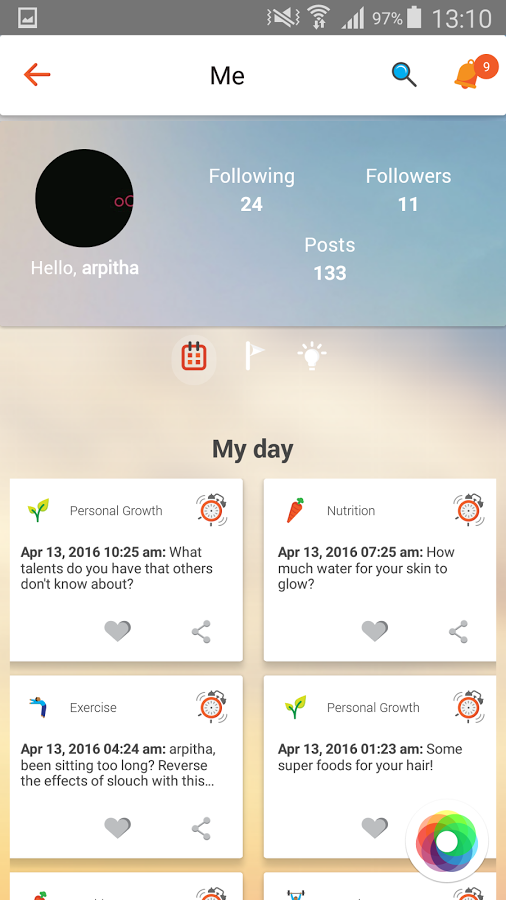 97% 13:10
Me
9
Following
24
Followers
11
Posts
133
Hello, arpitha
My day
Personal Growth
Apr 13, 2016 10:25 am: What
talents do you have that others
don't know about?
Nutrition
Apr 13, 2016 07:25 am: How
much water for your skin to
glow?
Exercise
Apr 13, 2016 04:24 am: arpitha,
been sitting too long? Reverse
the effects of slouch with this...
Personal Growth
Apr 13, 2016 01:23 am: Some
super foods for your hair!